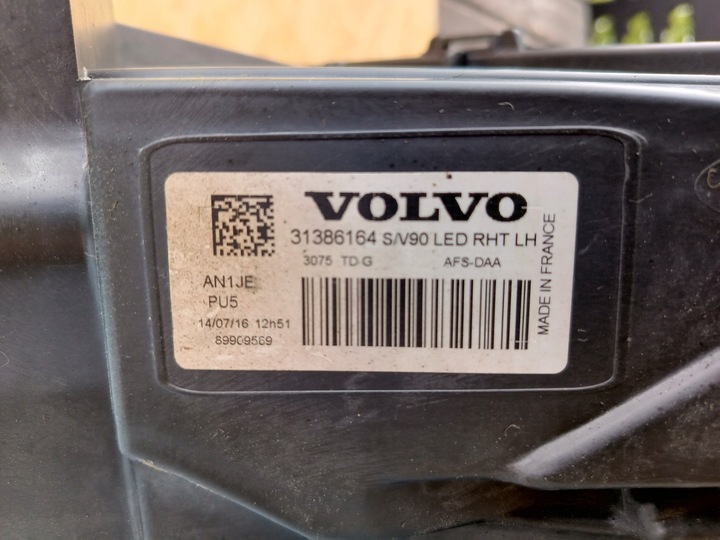 VOLVO
31386164 S/V90 LED RHT LH
3075 TD-G AFS-DAA
AN1JE
PU5
14/07/16 12h51
89909569
MADE IN FRANCE